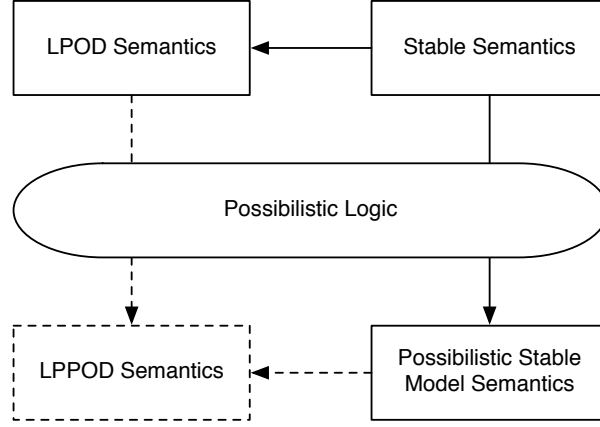 LPOD Semantics
Stable Semantics
Possibilistic Logic
LPPOD Semantics
Possibilistic Stable
Model Semantics